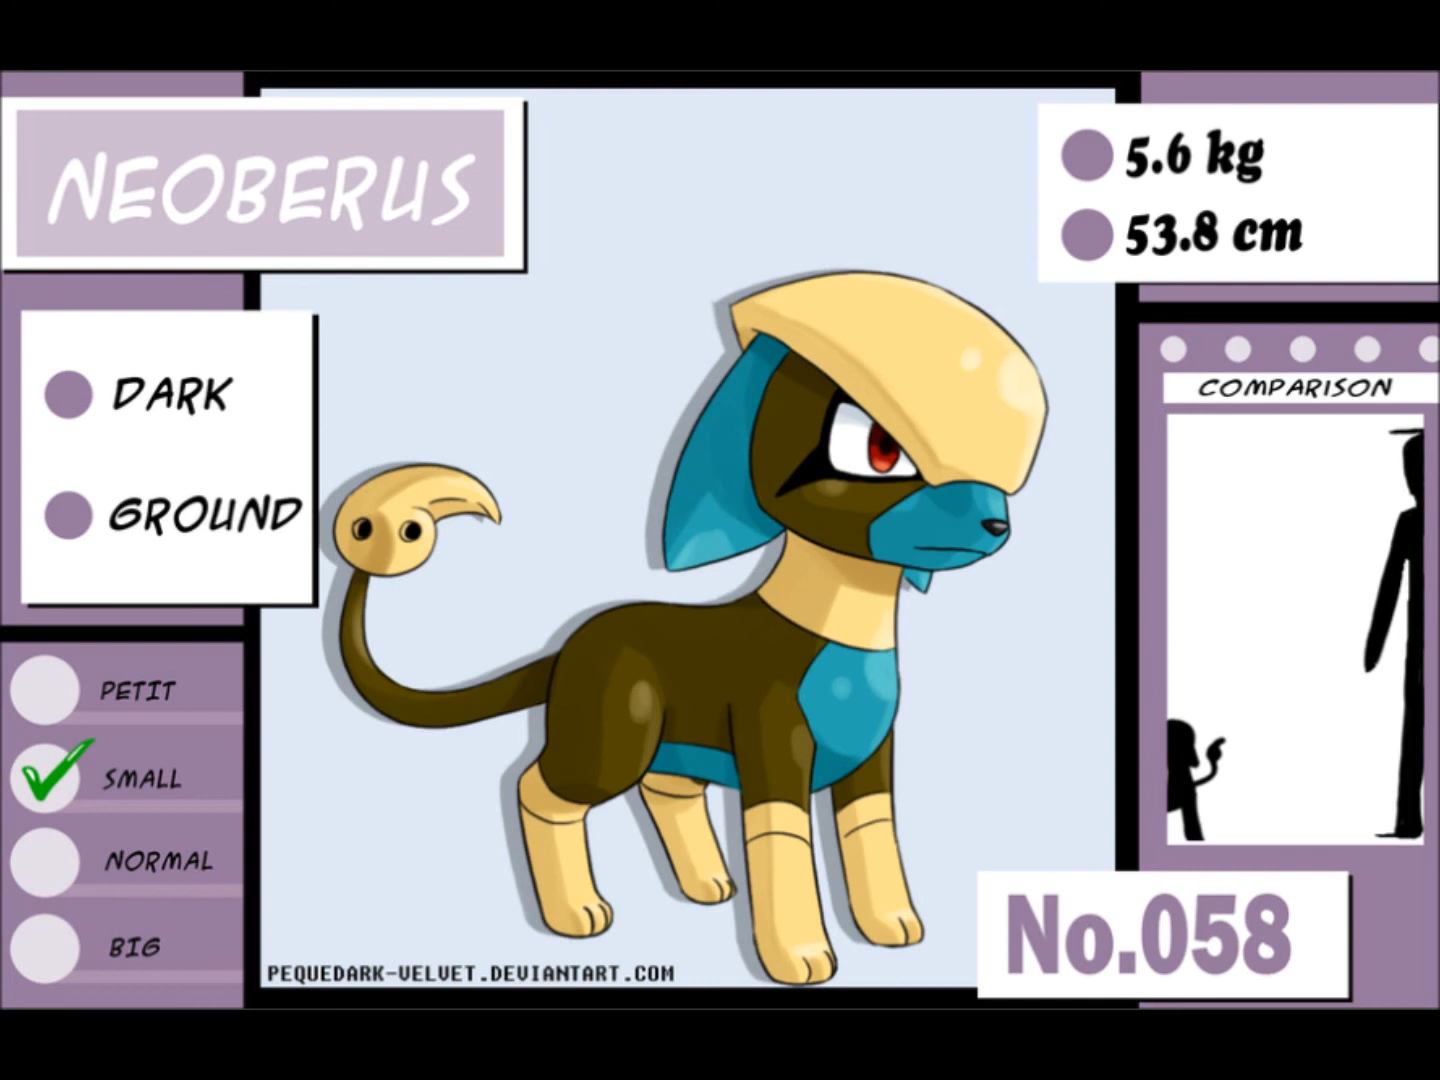 NEOBERUS
5.6 kg
53.8 cm
DARK
GROUND
COMPARISON
PETIT
SMALL
NORMAL
BIG
PEQUEDARK-VELVET.DEVIANTART.COM
No.058